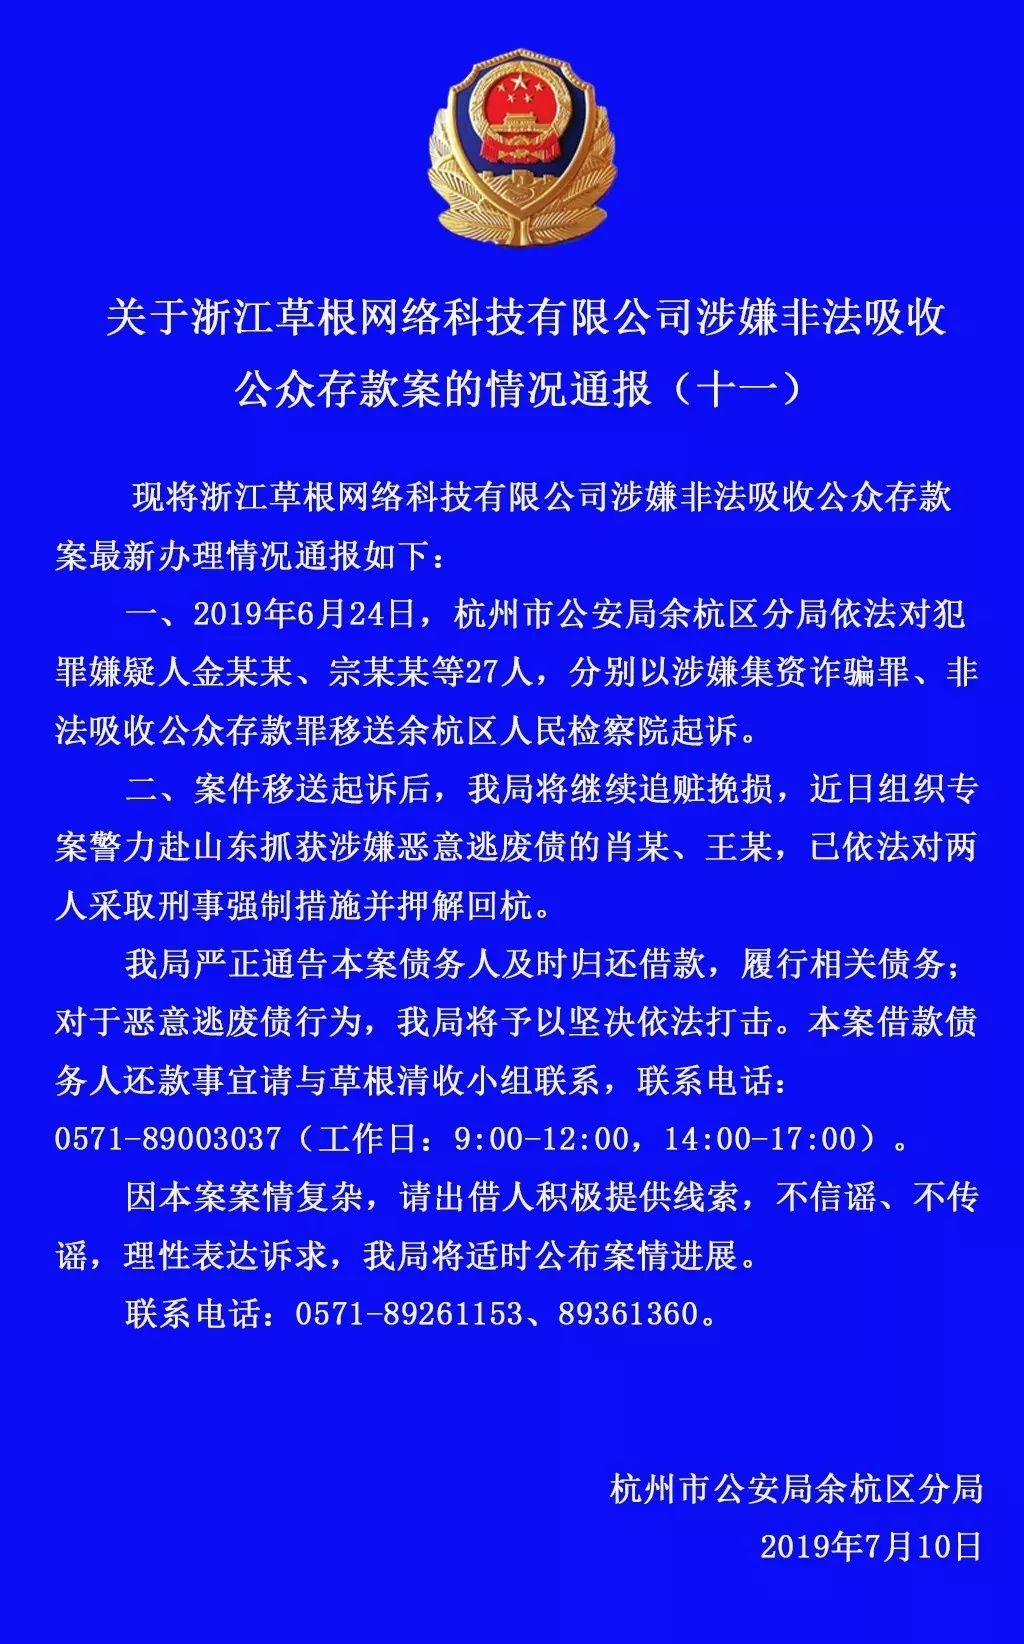 关于浙江草根网络科技有限公司涉嫌非法吸收
公众存款案的情况通报（十一）
现将浙江草根网络科技有限公司涉嫌非法吸收公众存款
案最新办理情况通报如下：
一、2019年6月24日，杭州市公安局余杭区分局依法对犯
罪嫌疑人金某某、宗某某等27人，分别以涉嫌集资诈骗罪、非
法吸收公众存款罪移送余杭区人民检察院起诉。
二、案件移送起诉后，我局将继续追赃挽损，近日组织专
案警力赴山东抓获涉嫌恶意逃废债的肖某、王某，已依法对两
人采取刑事强制措施并押解回杭。
我局严正通告本案债务人及时归还借款，履行相关债务；
对于恶意逃废债行为，我局将予以坚决依法打击。本案借款债
务人还款事宜请与草根清收小组联系，联系电话：
0571-89003037（工作日：9:00-12:00，14:00-17:00）。
因本案案情复杂，请出借人积极提供线索，不信谣、不传
谣，理性表达诉求，我局将适时公布案情进展。
联系电话：0571-89261153、89361360。
杭州市公安局余杭区分局
2019年7月10日